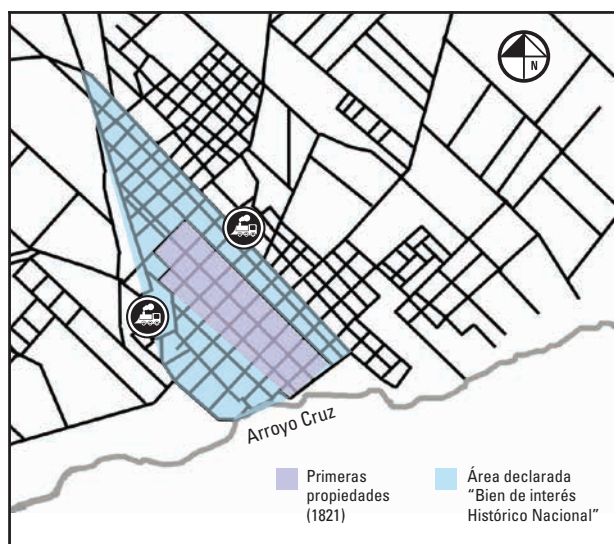 N
Arroyo Cruz
Primeras
propiedades
(1821)
Área declarada
“Bien de interés
Histórico Nacional”